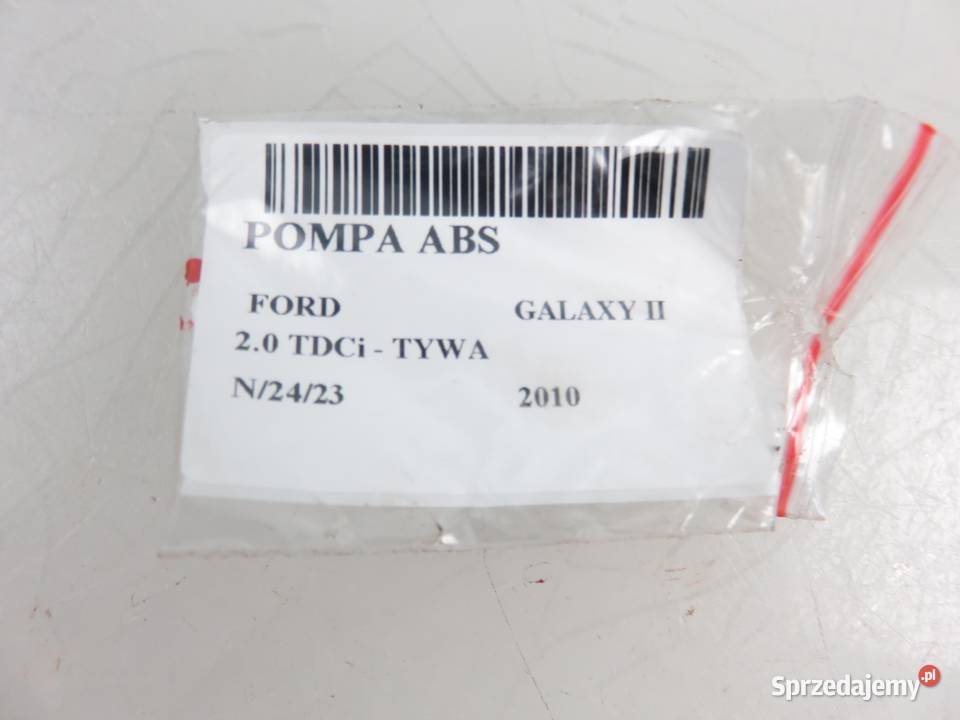 POMPA ABS
FORD GALAXY II
2.0 TDCi - TYWA
N/24/23 2010
Sprzedajemy.pl